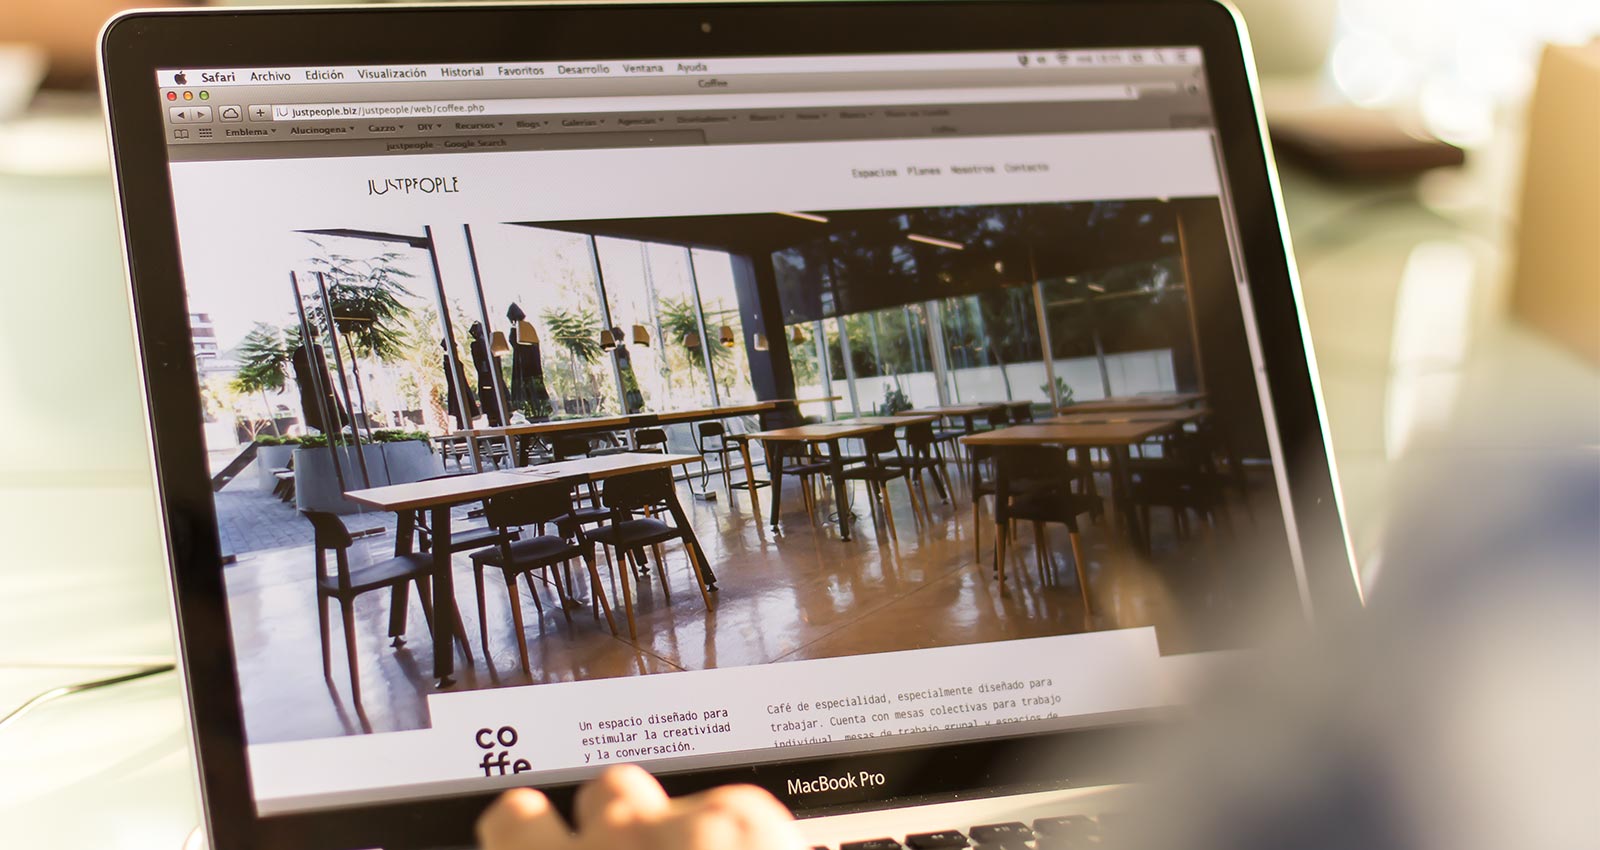 Safari Archivo Edición Visualización Historial Favoritos Desarrollo Ventana Ayuda
Coffee
justpeople.biz/justpeople/web/coffee.php
Emblema Alucinogena Cazzo DIY Recursos Blogs Galerias Agencias
justpeople – Google Search
JUSTPEOPLE
Espacios Planes Nosotros Contacto
co
ffe
Un espacio diseñado para
estimular la creatividad
y la conversación.
Café de especialidad, especialmente diseñado para
trabajar. Cuenta con mesas colectivas para trabajo
individual, mesas de trabajo grupal y espacios de
MacBook Pro